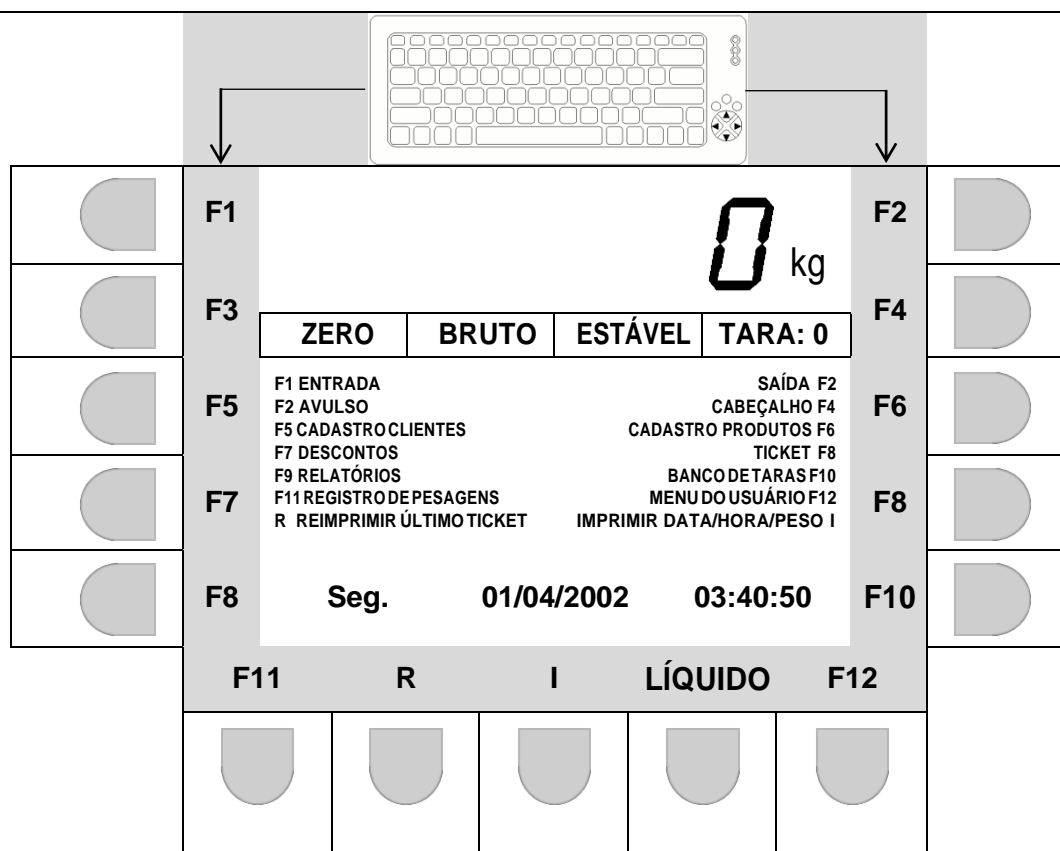 F1
0 kg
F2
F3
F4
ZERO BRUTO ESTÁVEL TARA: 0
F5
F1 ENTRADA SAÍDA F2
F2 AVULSO CABEÇALHO F4
F5 CADASTRO CLIENTES CADASTRO PRODUTOS F6
F7 DESCONTOS TICKET F8
F9 RELATÓRIOS BANCO DE TARAS F10
F11 REGISTRO DE PESAGENS MENU DO USUÁRIO F12
R REIMPRIMIR ÚLTIMO TICKET IMPRIMIR DATA/HORA/PESO I
F6
F7
F8
F8 Seg. 01/04/2002 03:40:50 F10
F11 R I LÍQUIDO F12